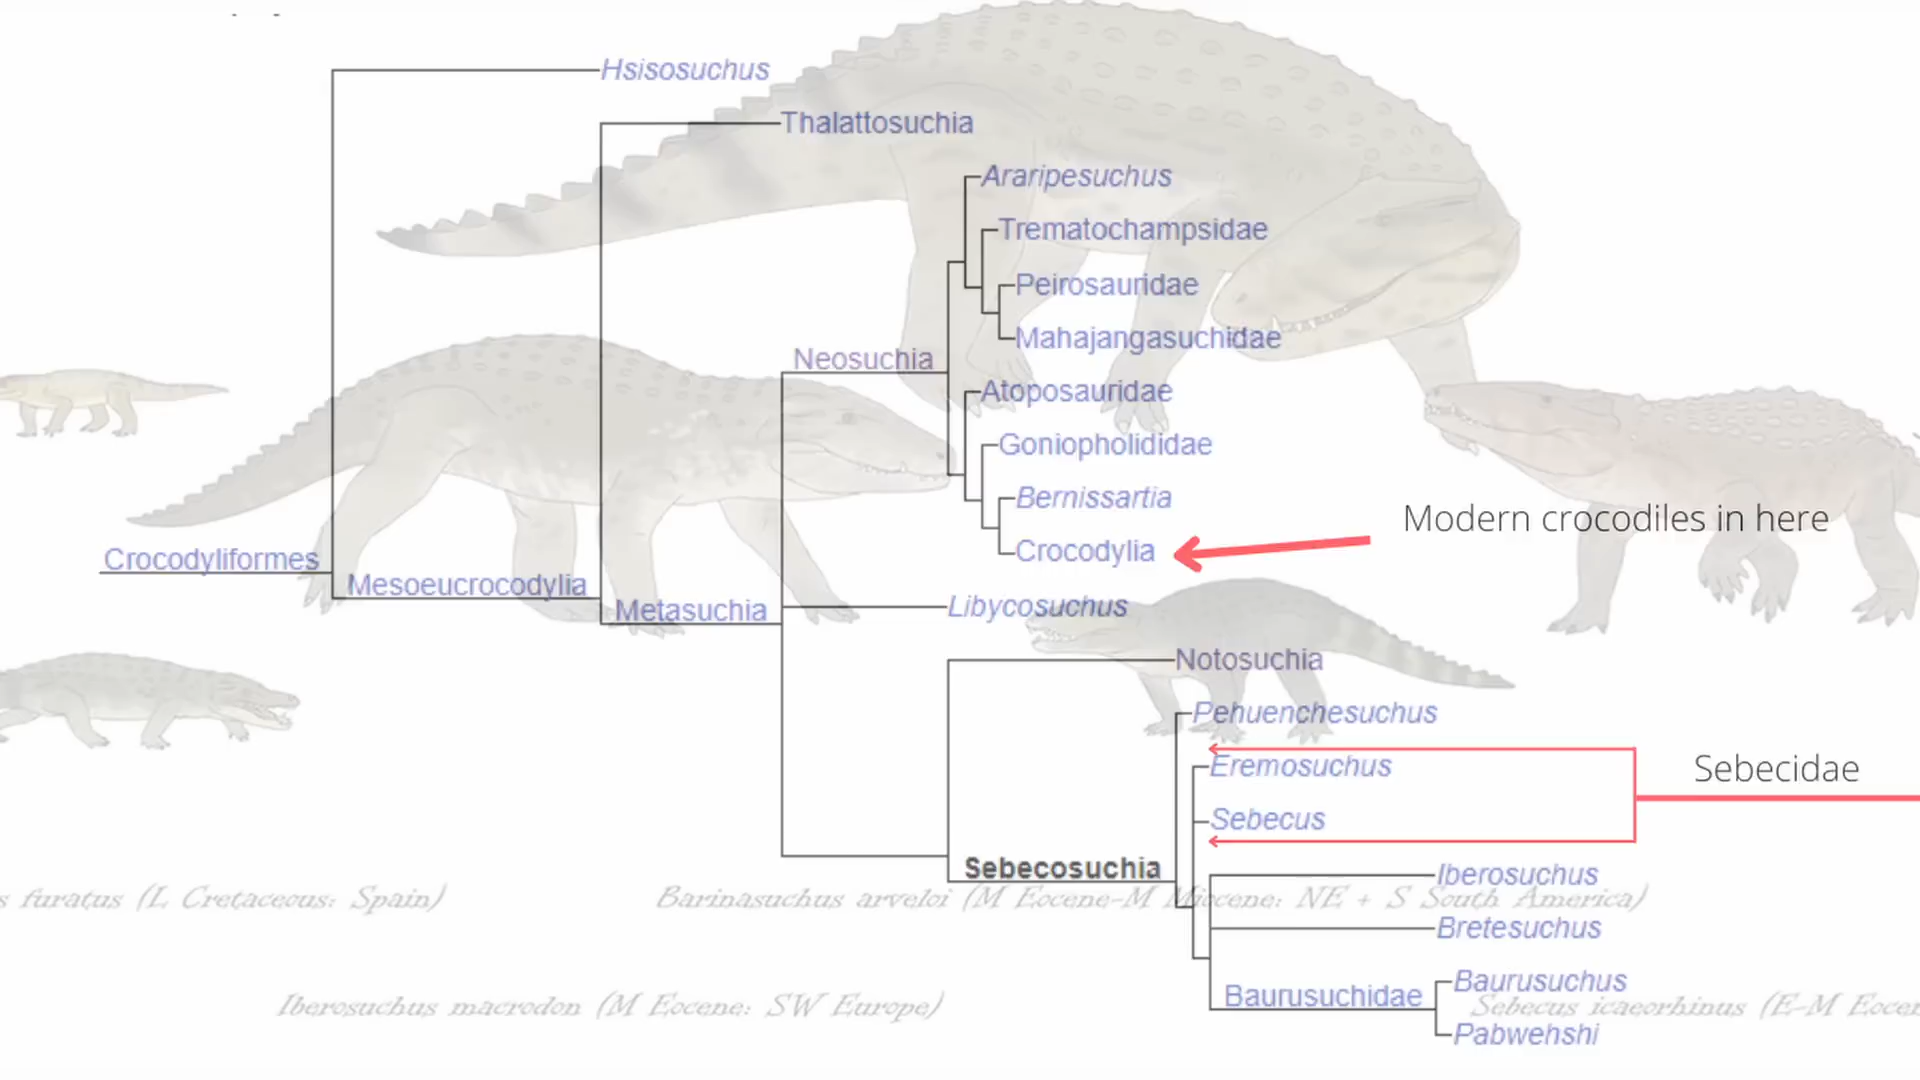 Hsisosuchus
Thalattosuchia
Araripesuchus
Trematochampsidae
Peirosauridae
Mahajangasuchidae
Neosuchia
Atoposauridae
Goniopholididae
Bernissartia
Modern crocodiles in here
Crocodylia
Crocodyliformes
Mesoeucrocodylia
Metasuchia
Libycosuchus
Notosuchia
Pehuenchesuchus
Eremosuchus
Sebecidae
Sebecus
Sebecosuchia
Iberosuchus
s furatus (L Cretaceous: Spain)
Barinasuchus arveloi (M Eocene-M Miocene: NE + S South America)
Bretesuchus
Baurusuchus
Baurusuchidae
Iberosuchus macrodon (M Eocene: SW Europe)
Sebecus icaeorhinus (E-M Eocen
Pabwehshi